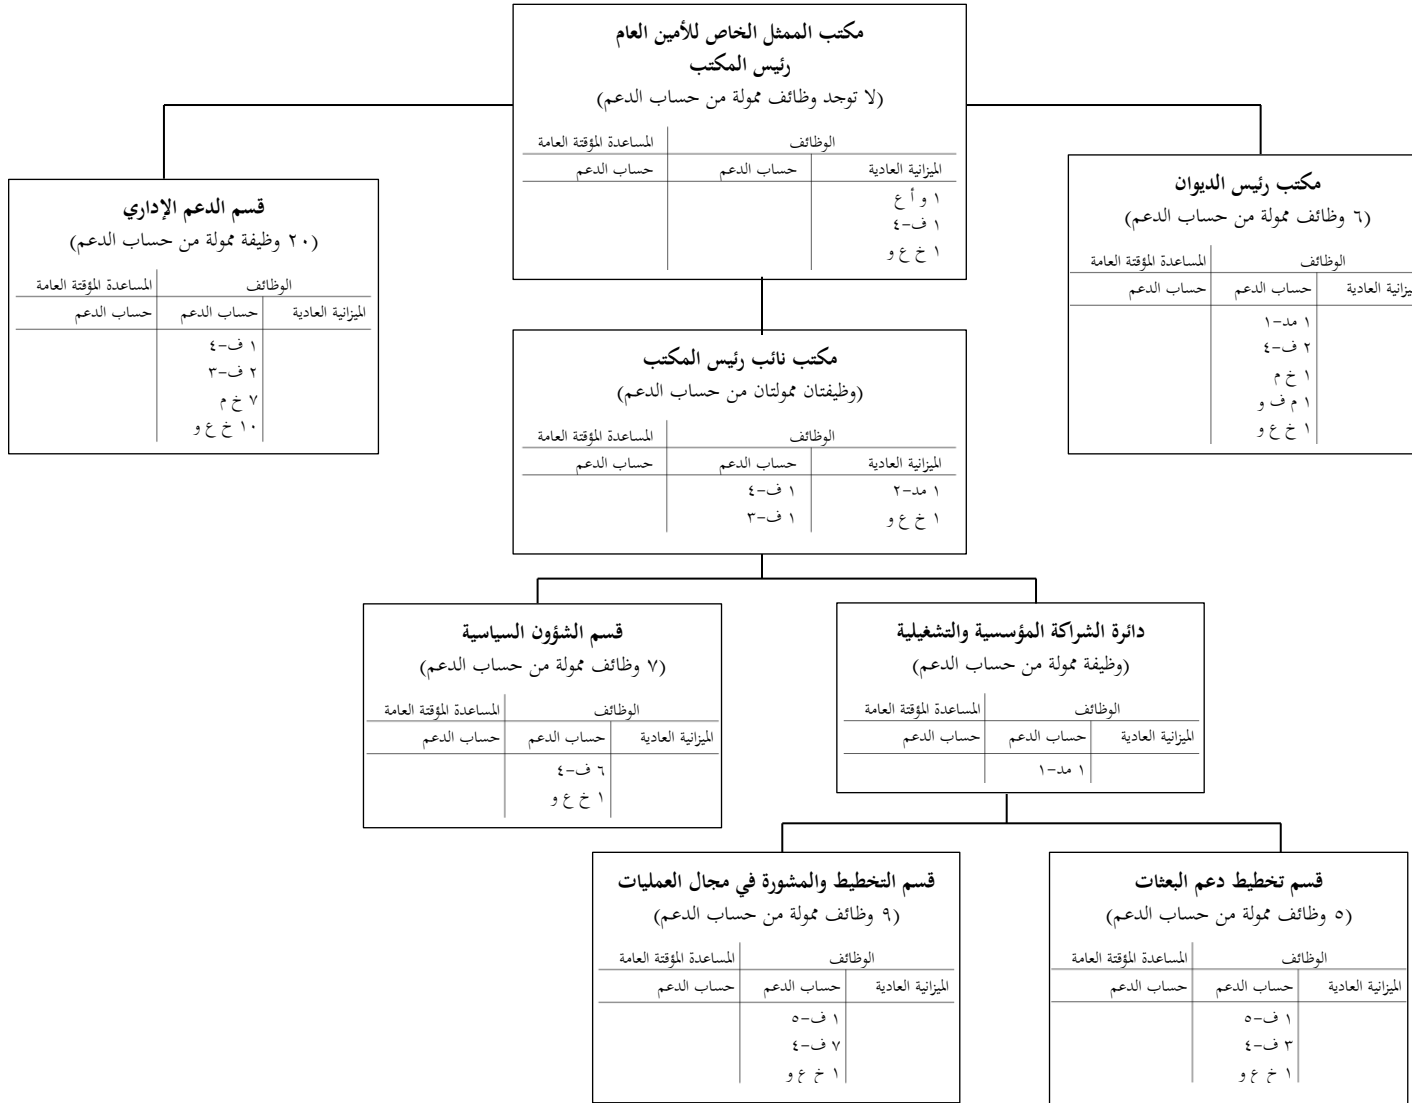 مكتب الممثل الخاص للأمين العام
رئيس المكتب
(لا توجد وظائف ممولة من حساب الدعم)
الوظائف المساعدة المؤقتة العامة
الميزانية العادية حساب الدعم حساب الدعم
١ و أ ع
١ ف-٤
١ خ ع و
مكتب رئيس الديوان
(٦ وظائف ممولة من حساب الدعم)
الوظائف المساعدة المؤقتة العامة
يزانية العادية حساب الدعم حساب الدعم
١ مد-١
٢ ف-٤
١ خ م
١ م ف و
١ خ ع و
قسم الدعم الإداري
(٢٠ وظيفة ممولة من حساب الدعم)
الوظائف المساعدة المؤقتة العامة
الميزانية العادية حساب الدعم حساب الدعم
١ ف-٤
٢ ف-٣
٧ خ م
١٠ خ ع و
مكتب نائب رئيس المكتب
(وظيفتان ممولتان من حساب الدعم)
الوظائف المساعدة المؤقتة العامة
الميزانية العادية حساب الدعم حساب الدعم
١ مد-٢ ١ ف-٤
١ خ ع و ١ ف-٣
دائرة الشراكة المؤسسية والتشغيلية
(وظيفة ممولة من حساب الدعم)
الوظائف المساعدة المؤقتة العامة
الميزانية العادية حساب الدعم حساب الدعم
١ مد-١
قسم الشؤون السياسية
(٧ وظائف ممولة من حساب الدعم)
الوظائف المساعدة المؤقتة العامة
الميزانية العادية حساب الدعم حساب الدعم
٦ ف-٤
١ خ ع و
قسم تخطيط دعم البعثات
(٥ وظائف ممولة من حساب الدعم)
الوظائف المساعدة المؤقتة العامة
الميزانية العادية حساب الدعم حساب الدعم
١ ف-٥
٣ ف-٤
١ خ ع و
قسم التخطيط والمشورة في مجال العمليات
(٩ وظائف ممولة من حساب الدعم)
الوظائف المساعدة المؤقتة العامة
الميزانية العادية حساب الدعم حساب الدعم
١ ف-٥
٧ ف-٤
١ خ ع و